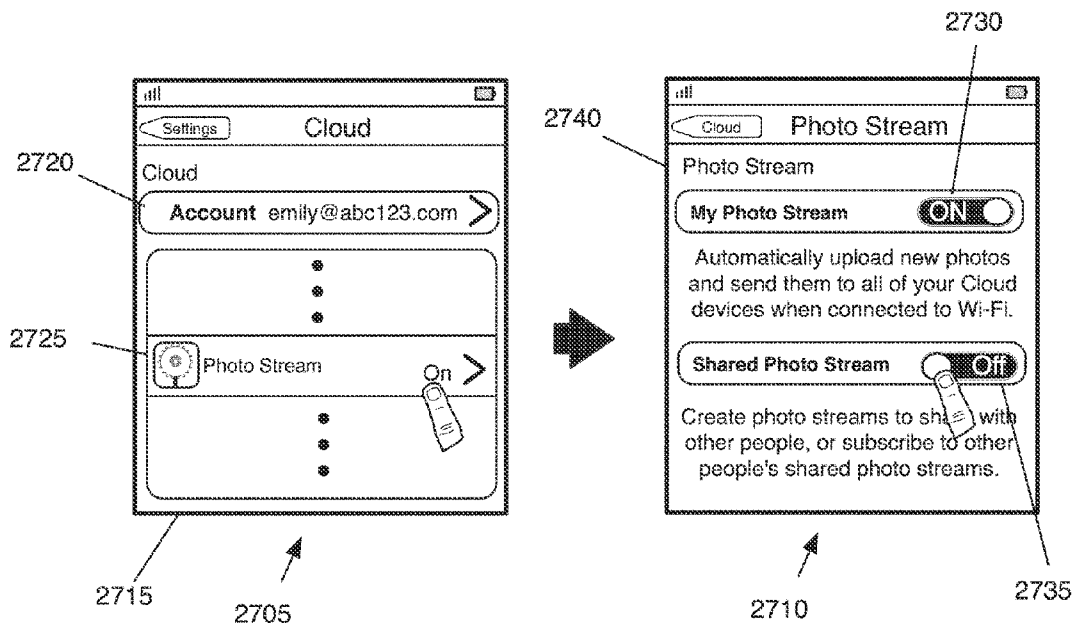 2730
2740
2720
Settings
Cloud
Cloud
Account emily@abc123.com
2725
Photo Stream
On
2715
2705
Cloud
Photo Stream
Photo Stream
My Photo Stream
ON
Automatically upload new photos
and send them to all of your Cloud
devices when connected to Wi-Fi.
Shared Photo Stream
Off
Create photo streams to share with
other people, or subscribe to other
people's shared photo streams.
2710
2735